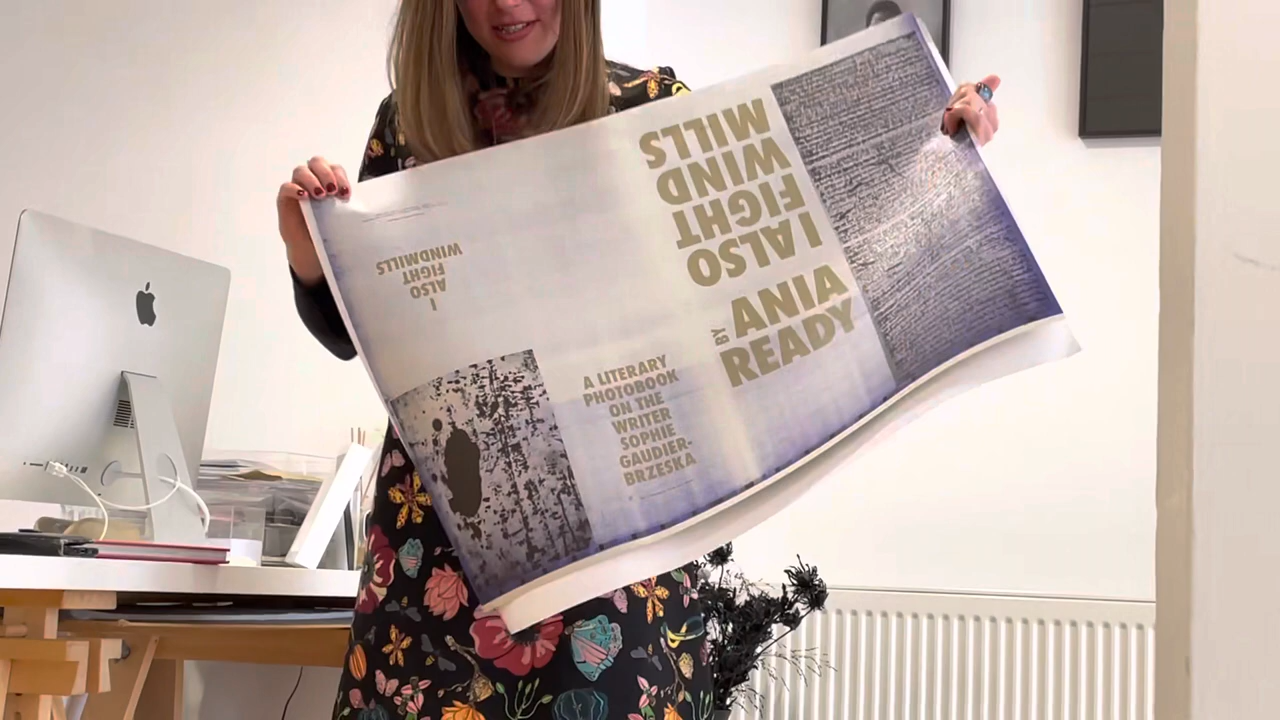 I ALSO
FIGHT
WIND
MILLS
BY ANIA
READY
I
ALSO
FIGHT
WINDMILLS
A LITERARY
PHOTOBOOK
ON THE
WRITER
SOPHIE
GAUDIER-
BRZESKA